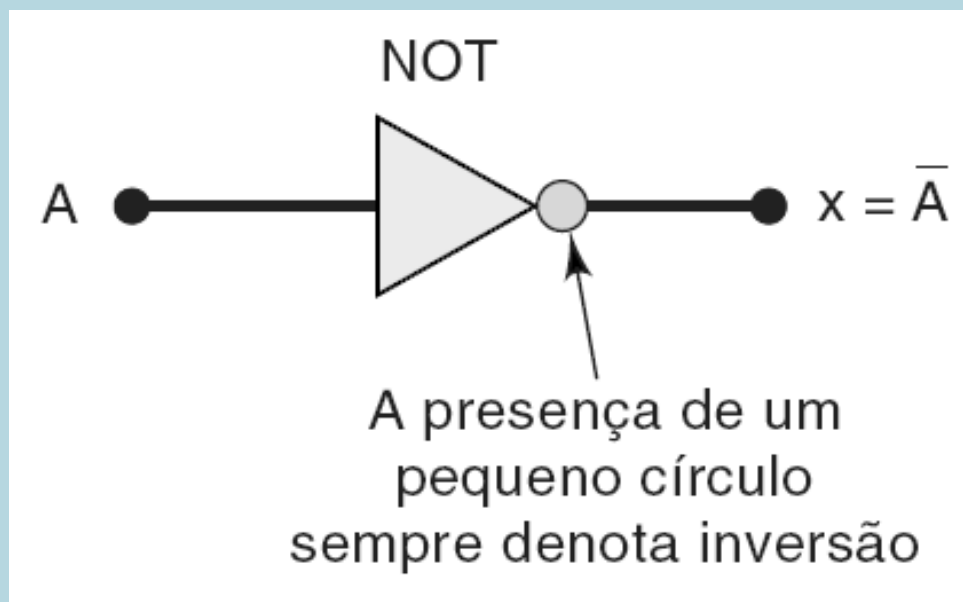 NOT
A
x = A̅
A presença de um
pequeno círculo
sempre denota inversão